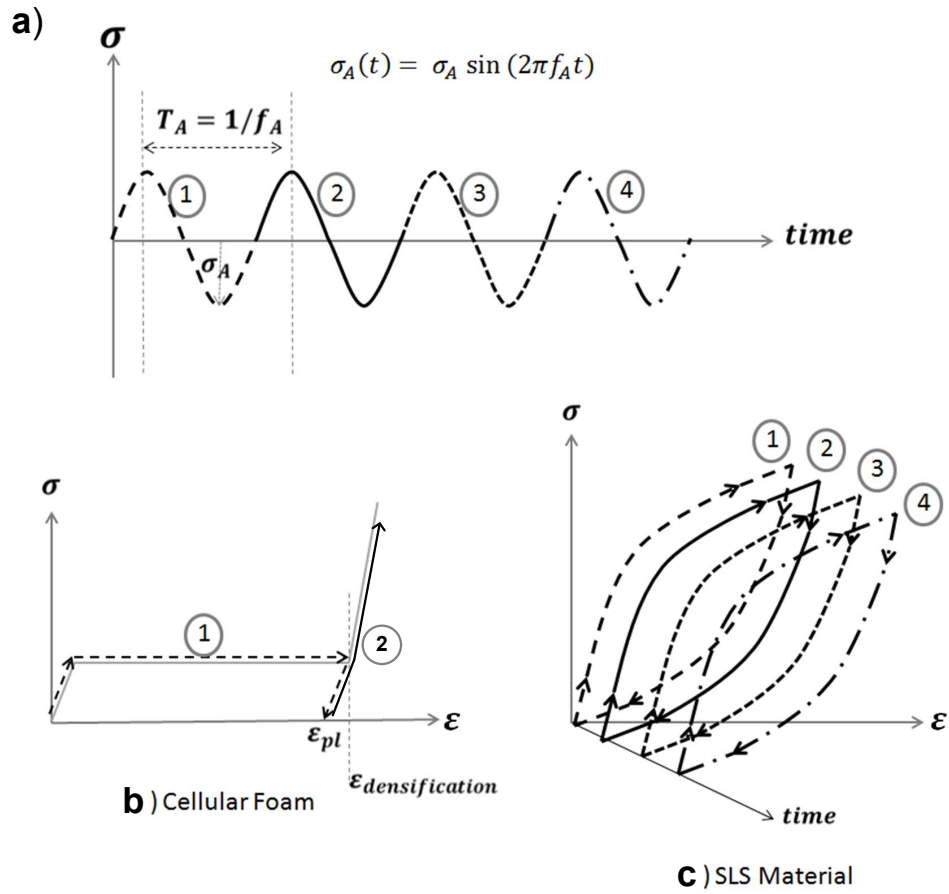 a)
σ
σ_A(t) = σ_A sin (2πf_A t)
T_A = 1/f_A
1
2
3
4
time
σ_A
σ
1
2
ε
ε_pl
ε_densification
b ) Cellular Foam
σ
1
2
3
4
ε
time
c ) SLS Material